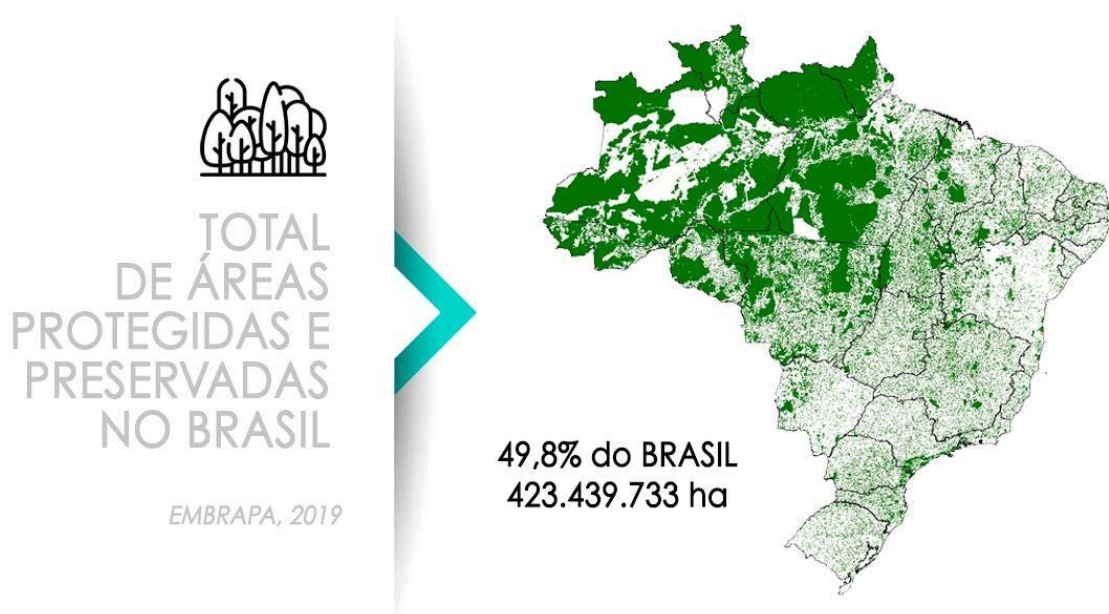 TOTAL
DE ÁREAS
PROTEGIDAS E
PRESERVADAS
NO BRASIL
EMBRAPA, 2019
49,8% do BRASIL
423.439.733 ha